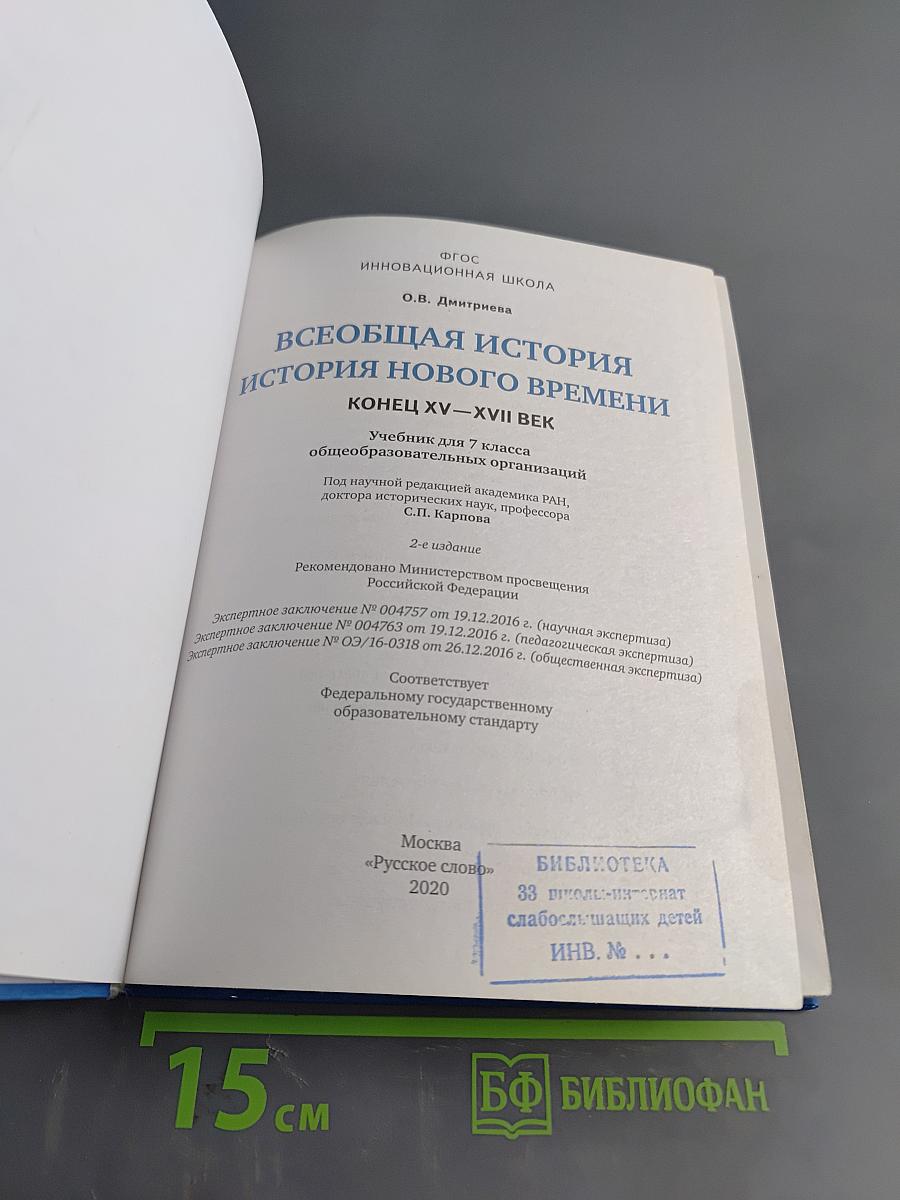 ФГОС
ИННОВАЦИОННАЯ ШКОЛА
О.В. Дмитриева
ВСЕОБЩАЯ ИСТОРИЯ
ИСТОРИЯ НОВОГО ВРЕМЕНИ
КОНЕЦ XV—XVII ВЕК
Учебник для 7 класса
общеобразовательных организаций
Под научной редакцией академика РАН,
доктора исторических наук, профессора
С.П. Карпова
2-е издание
Рекомендовано Министерством просвещения
Российской Федерации
Экспертное заключение № 004757 от 19.12.2016 г. (научная экспертиза)
Экспертное заключение № 004763 от 19.12.2016 г. (педагогическая экспертиза)
Экспертное заключение № ОЭ/16-0318 от 26.12.2016 г. (общественная экспертиза)
Соответствует
Федеральному государственному
образовательному стандарту
Москва
«Русское слово»
2020
БИБЛИОТЕКА
33 школы-интернат
слабослышащих детей
ИНВ. № . . .
15 см
БФ БИБЛИОФАН